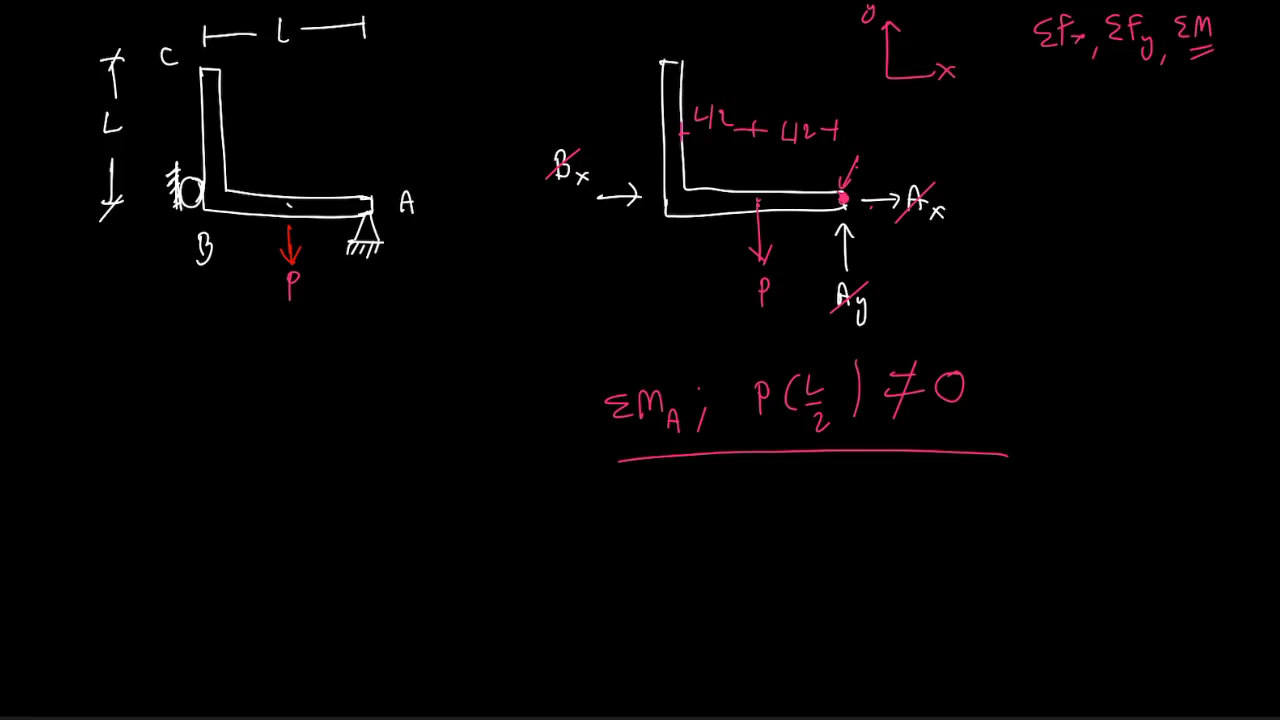 C
L
L
A
B
P
y
x
ΣFx, ΣFy, ΣM
L/2 + L/2 +
Bx
Ax
P
Ay
ΣMA; P(L/2) ≠ 0